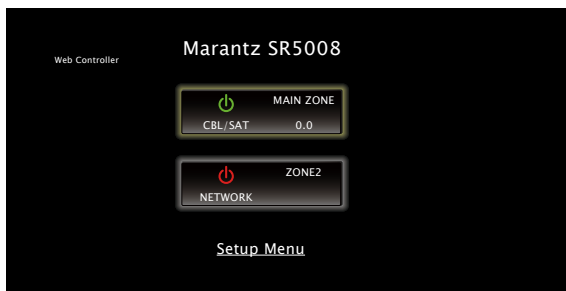 Marantz SR5008
Web Controller
MAIN ZONE
CBL/SAT 0.0
ZONE2
NETWORK
Setup Menu